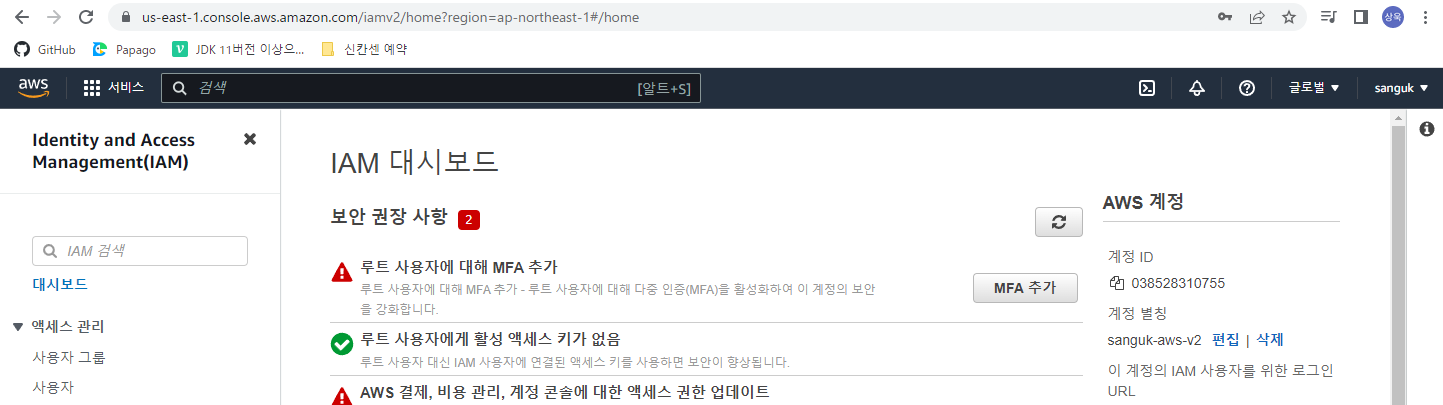 us-east-1.console.aws.amazon.com/iamv2/home?region=ap-northeast-1#/home
상욱
GitHub
Papago
JDK 11버전 이상으...
신칸센 예약
aws
서비스
검색
[알트+S]
글로벌
sanguk
Identity and Access
Management(IAM)
IAM 검색
대시보드
액세스 관리
사용자 그룹
사용자
IAM 대시보드
보안 권장 사항 2
루트 사용자에 대해 MFA 추가
루트 사용자에 대해 MFA 추가 - 루트 사용자에 대해 다중 인증(MFA)을 활성화하여 이 계정의 보안
을 강화합니다.
MFA 추가
루트 사용자에게 활성 액세스 키가 없음
루트 사용자 대신 IAM 사용자에 연결된 액세스 키를 사용하면 보안이 향상됩니다.
AWS 결제, 비용 관리, 계정 콘솔에 대한 액세스 권한 업데이트
AWS 계정
계정 ID
038528310755
계정 별칭
sanguk-aws-v2 편집 | 삭제
이 계정의 IAM 사용자를 위한 로그인
URL